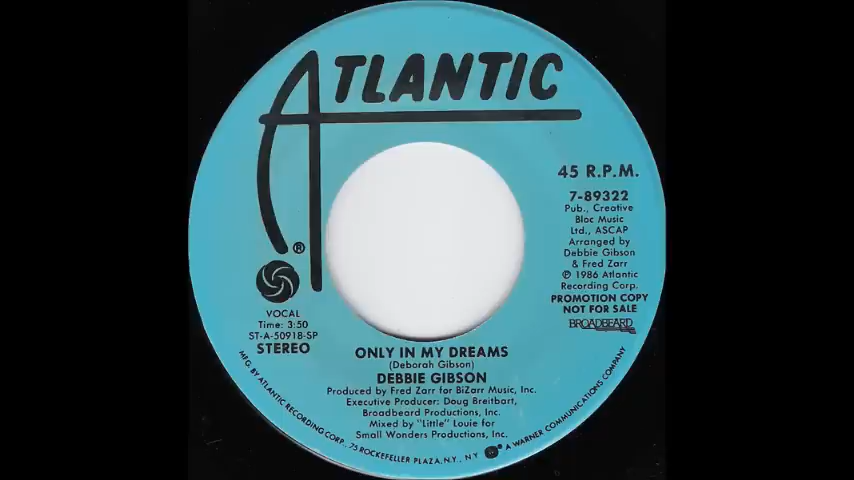 ATLANTIC
®
45 R.P.M.
7-89322
Pub., Creative
Bloc Music
Ltd., ASCAP
Arranged by
Debbie Gibson
& Fred Zarr
℗ 1986 Atlantic
Recording Corp.
PROMOTION COPY
NOT FOR SALE
BROADBEARD
VOCAL
Time: 3:50
ST-A-50918-SP
STEREO
ONLY IN MY DREAMS
(Deborah Gibson)
DEBBIE GIBSON
Produced by Fred Zarr for BiZarr Music, Inc.
Executive Producer: Doug Breitbart,
Broadbeard Productions, Inc.
Mixed by "Little" Louie for
Small Wonders Productions, Inc.
MFG. BY ATLANTIC RECORDING CORP., 75 ROCKEFELLER PLAZA, N.Y., N.Y. ® A WARNER COMMUNICATIONS COMPANY